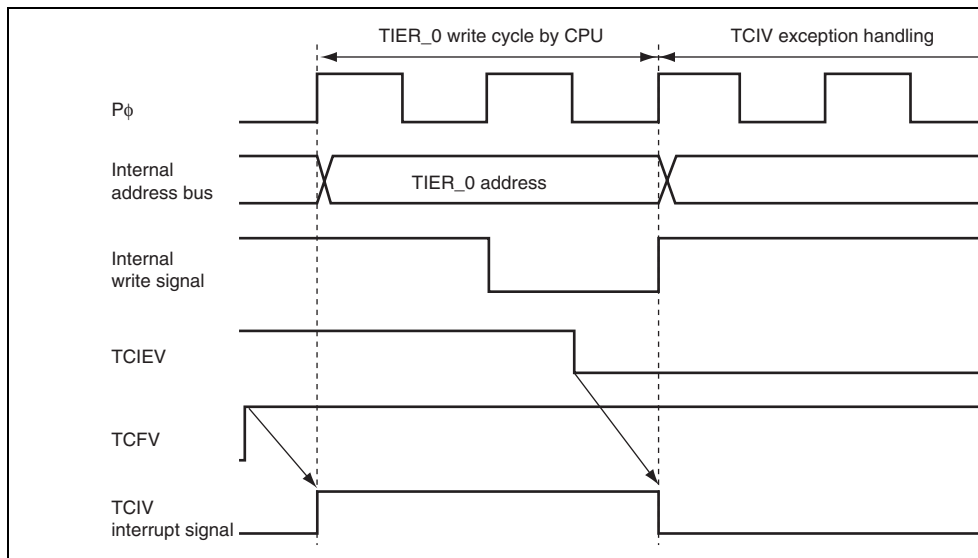 TIER_0 write cycle by CPU
TCIV exception handling
Pϕ
Internal
address bus
TIER_0 address
Internal
write signal
TCIEV
TCFV
TCIV
interrupt signal